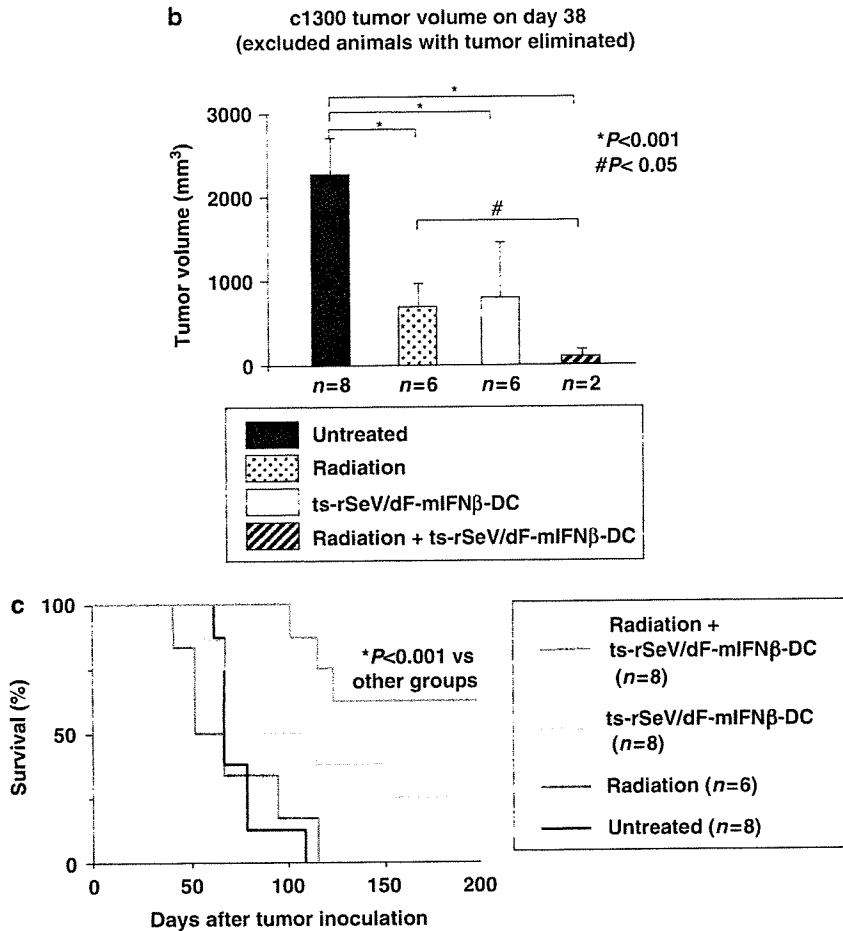 b
c1300 tumor volume on day 38
(excluded animals with tumor eliminated)
Tumor volume (mm³)
3000
2000
1000
0
*
*
*
#
*P<0.001
#P< 0.05
n=8
n=6
n=6
n=2
Untreated
Radiation
ts-rSeV/dF-mIFNβ-DC
Radiation + ts-rSeV/dF-mIFNβ-DC
c
Survival (%)
100
50
0
*P<0.001 vs
other groups
0
50
100
150
200
Days after tumor inoculation
Radiation +
ts-rSeV/dF-mIFNβ-DC
(n=8)
ts-rSeV/dF-mIFNβ-DC
(n=8)
Radiation (n=6)
Untreated (n=8)